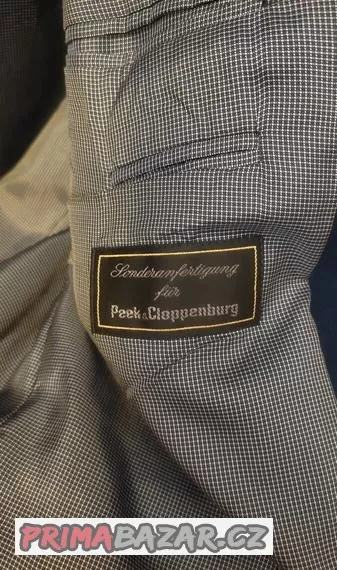 Sonderanfertigung
für
Peek & Cloppenburg
PRIMABAZAR.CZ